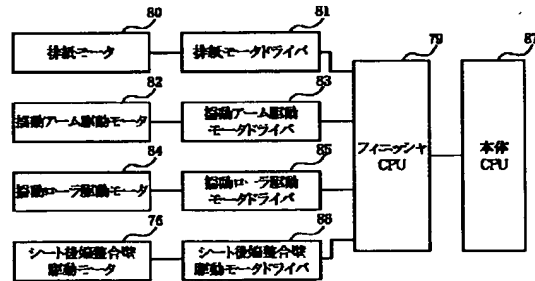 80
81
79
87
排紙モータ
排紙モータドライバ
82
83
揺動アーム駆動モータ
揺動アーム駆動
モータドライバ
フィニッシャ
CPU
本体
CPU
84
85
揺動ローラ駆動モータ
揺動ローラ駆動
モータドライバ
76
86
シート後端整合壁
駆動モータ
シート後端整合壁
駆動モータドライバ